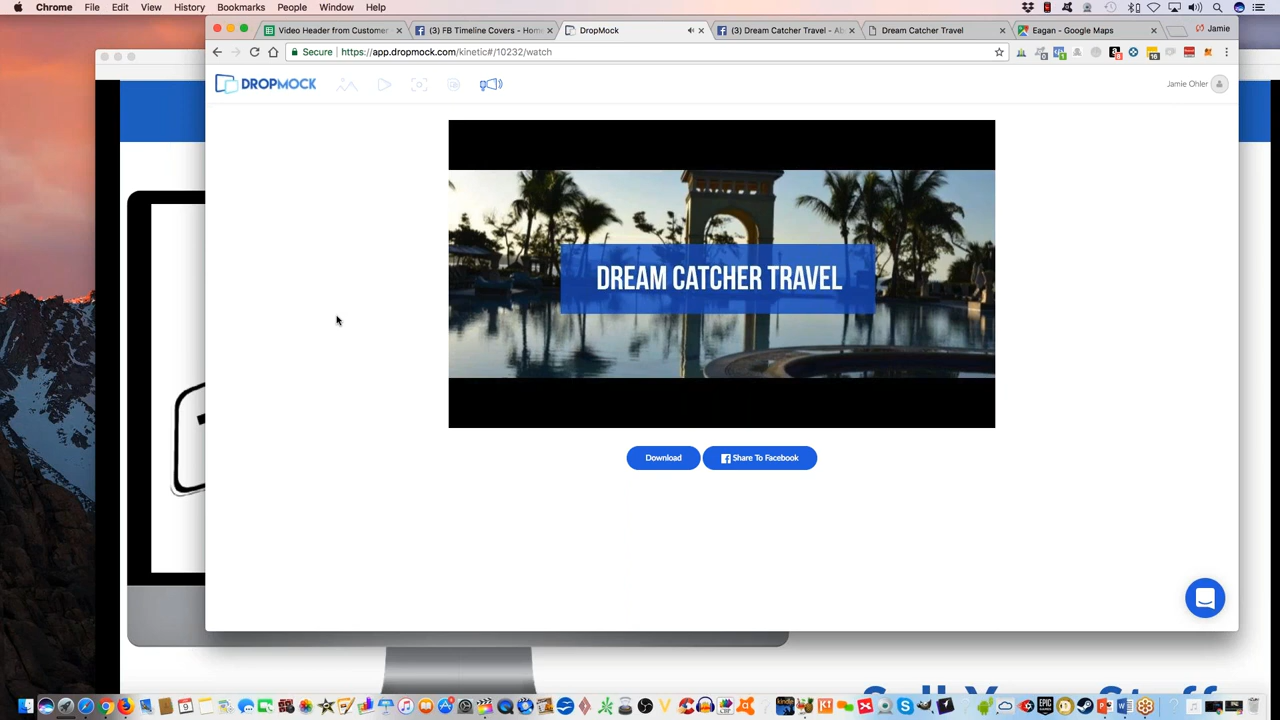 Chrome File Edit View History Bookmarks People Window Help
Video Header from Customer
(3) FB Timeline Covers - Home
DropMock
(3) Dream Catcher Travel - Ab
Dream Catcher Travel
Eagan - Google Maps
Jamie
Secure https://app.dropmock.com/kinetic#/10232/watch
DROPMOCK
Jamie Ohler
DREAM CATCHER TRAVEL
Download
Share To Facebook